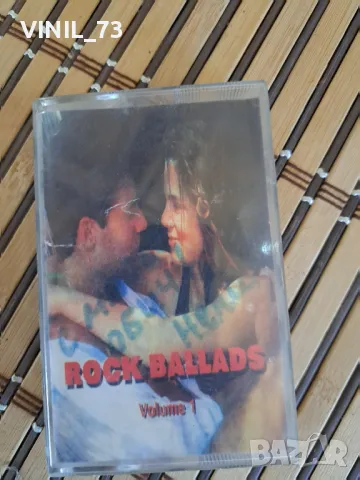 VINIL_73
ROCK BALLADS
Volume 1
BAZAR